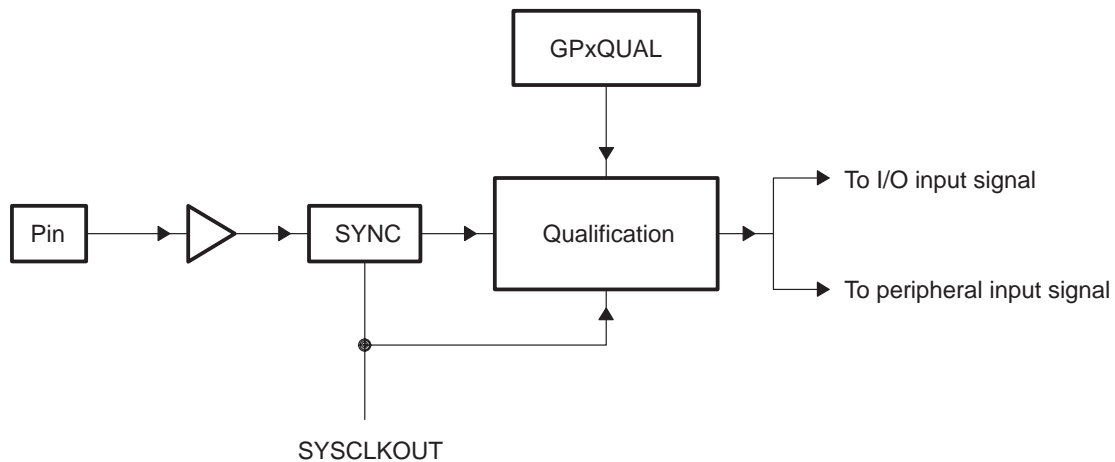 GPxQUAL
To I/O input signal
Pin
SYNC
Qualification
To peripheral input signal
SYSCLKOUT